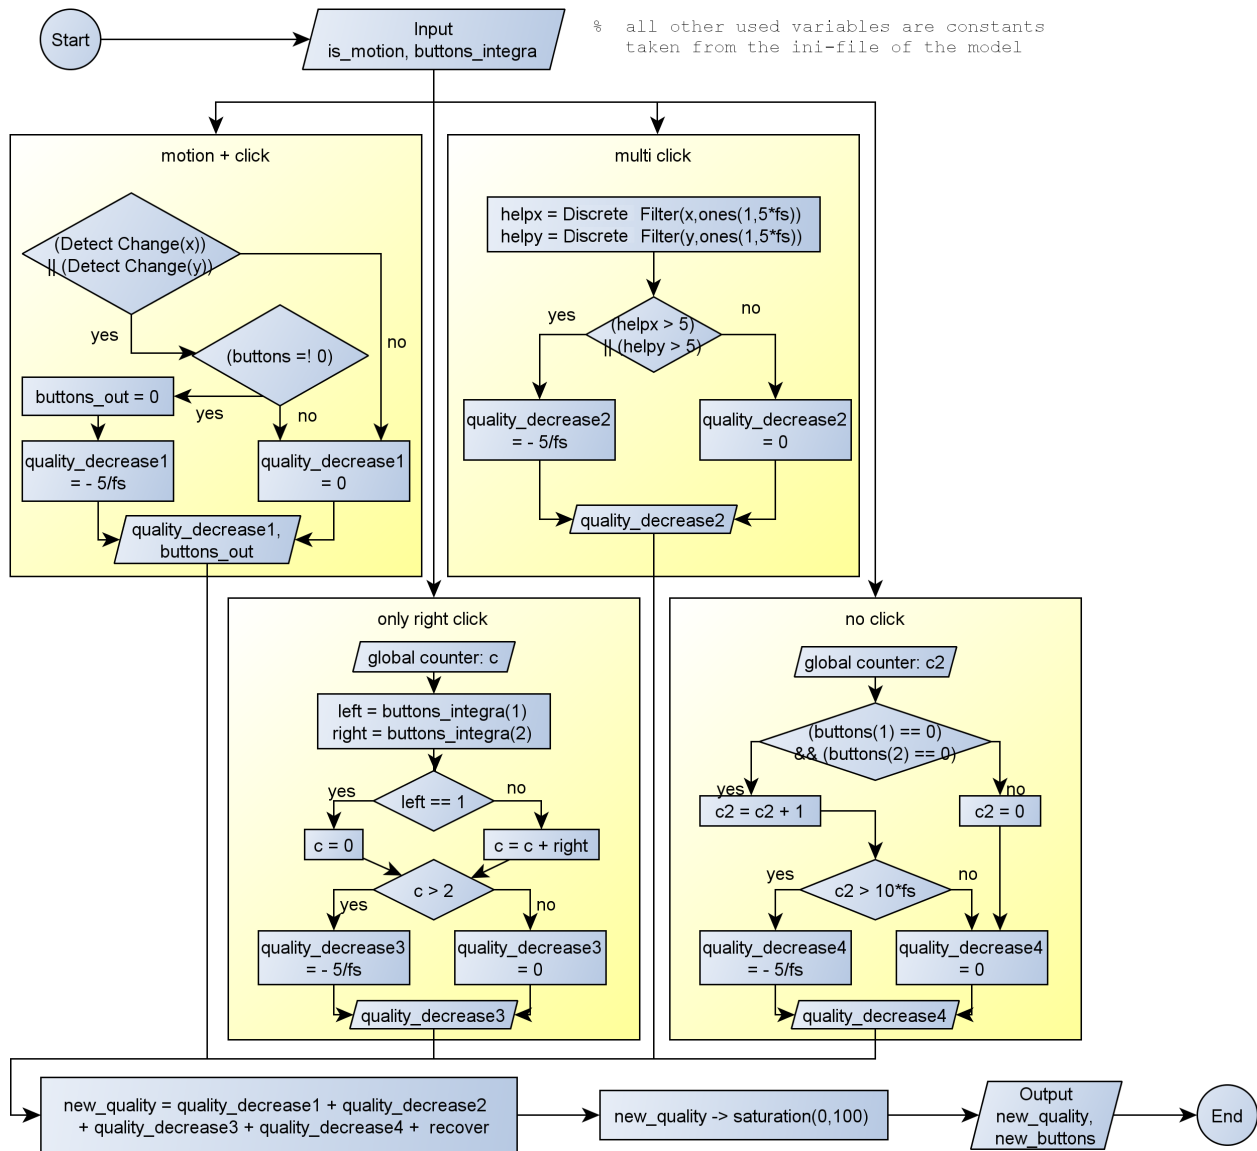 Start
Input
is_motion, buttons_integra
% all other used variables are constants
taken from the ini-file of the model
motion + click
(Detect Change(x))
|| (Detect Change(y))
yes
no
(buttons =! 0)
buttons_out = 0
yes
no
quality_decrease1
= - 5/fs
quality_decrease1
= 0
quality_decrease1,
buttons_out
multi click
helpx = Discrete Filter(x,ones(1,5*fs))
helpy = Discrete Filter(y,ones(1,5*fs))
yes
no
(helpx > 5)
|| (helpy > 5)
quality_decrease2
= - 5/fs
quality_decrease2
= 0
quality_decrease2
only right click
global counter: c
left = buttons_integra(1)
right = buttons_integra(2)
yes
no
left == 1
c = 0
c = c + right
c > 2
yes
no
quality_decrease3
= - 5/fs
quality_decrease3
= 0
quality_decrease3
no click
global counter: c2
(buttons(1) == 0)
&& (buttons(2) == 0)
yes
no
c2 = c2 + 1
c2 = 0
yes
no
c2 > 10*fs
quality_decrease4
= - 5/fs
quality_decrease4
= 0
quality_decrease4
new_quality = quality_decrease1 + quality_decrease2
+ quality_decrease3 + quality_decrease4 + recover
new_quality -> saturation(0,100)
Output
new_quality,
new_buttons
End